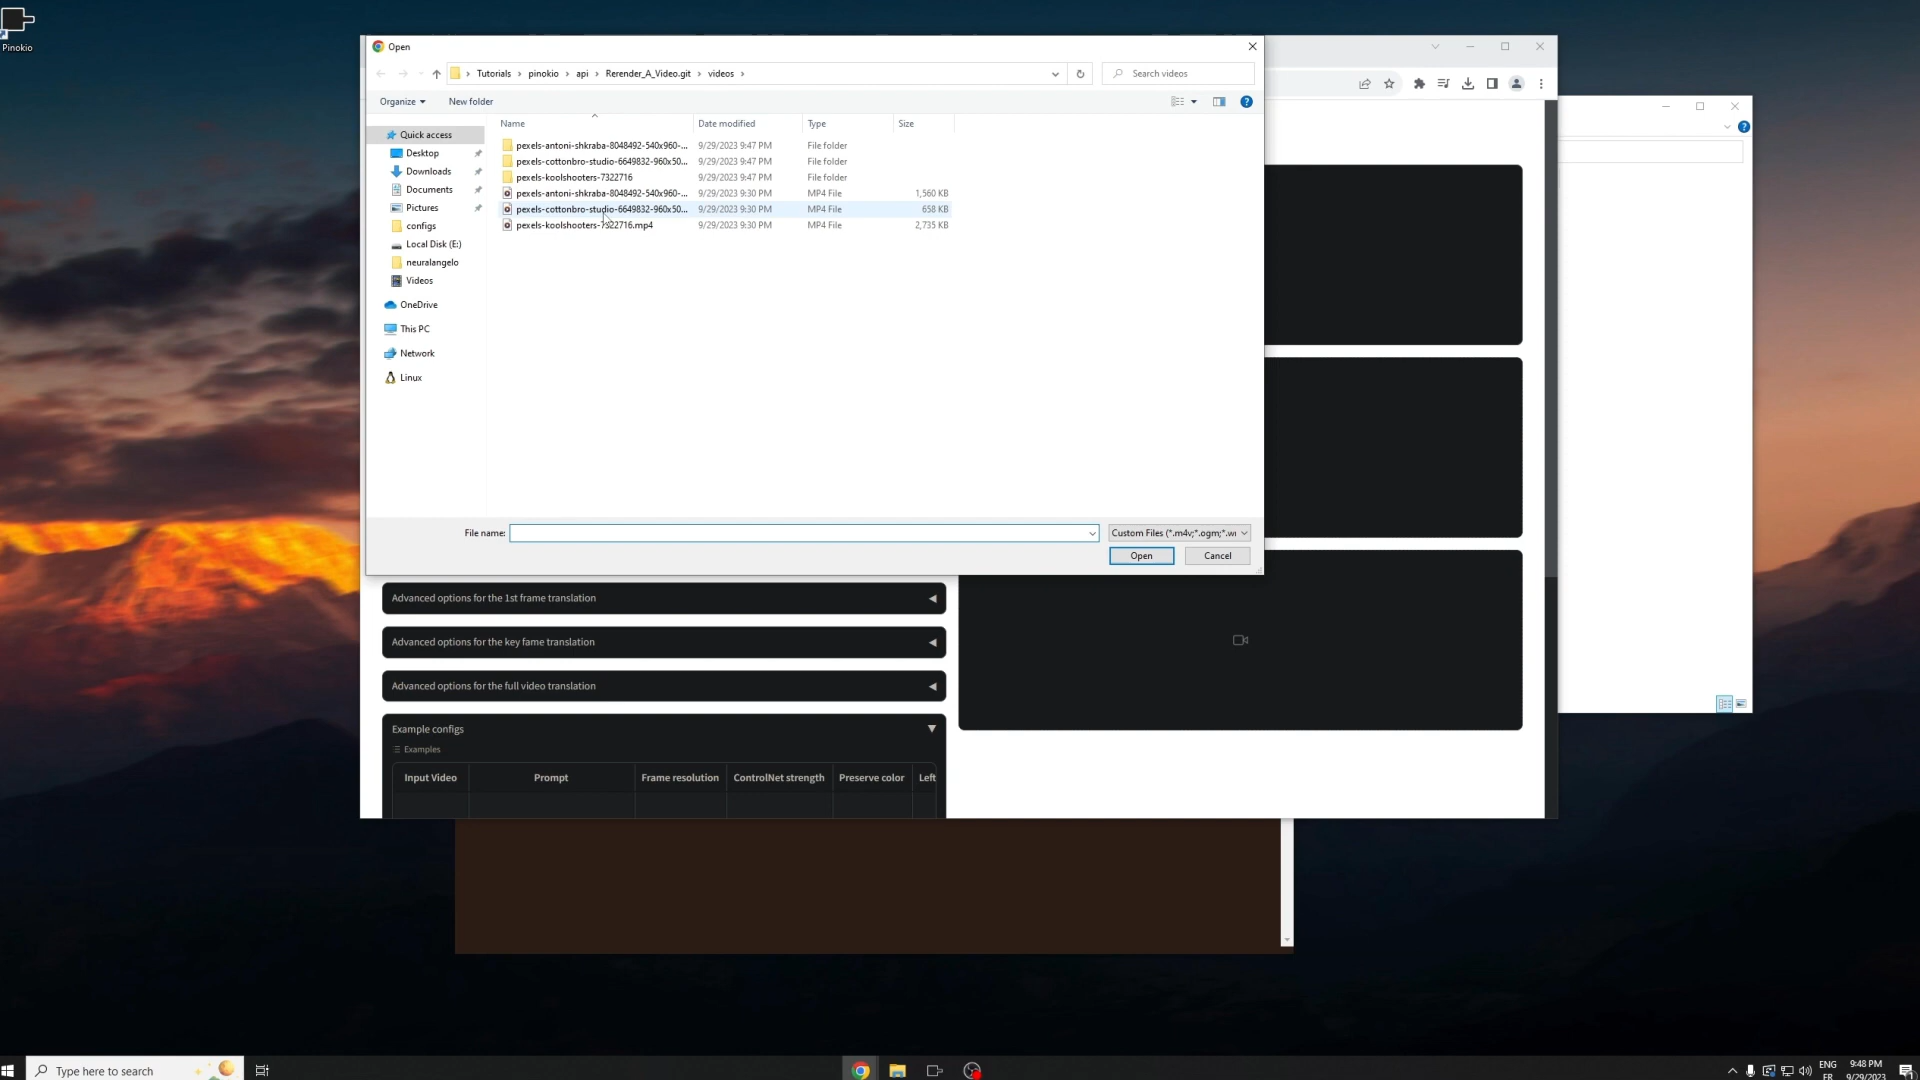 Pinokio
Open
Tutorials > pinokio > api > Rerender_A_Video.git > videos >
Search videos
Organize
New folder
Name
Date modified
Type
Size
Quick access
Desktop
Downloads
Documents
Pictures
configs
Local Disk (E:)
neuralangelo
Videos
OneDrive
This PC
Network
Linux
pexels-antoni-shkraba-8048492-540x960-... 9/29/2023 9:47 PM File folder
pexels-cottonbro-studio-6649832-960x50... 9/29/2023 9:47 PM File folder
pexels-koolshooters-7322716 9/29/2023 9:47 PM File folder
pexels-antoni-shkraba-8048492-540x960-... 9/29/2023 9:30 PM MP4 File 1,560 KB
pexels-cottonbro-studio-6649832-960x50... 9/29/2023 9:30 PM MP4 File 658 KB
pexels-koolshooters-7322716.mp4 9/29/2023 9:30 PM MP4 File 2,735 KB
File name:
Custom Files (*.m4v;*.ogm;*.w
Open
Cancel
Advanced options for the 1st frame translation
Advanced options for the key fame translation
Advanced options for the full video translation
Example configs
Examples
Input Video
Prompt
Frame resolution
ControlNet strength
Preserve color
Left
Type here to search
ENG
FR
9:48 PM
9/29/2023